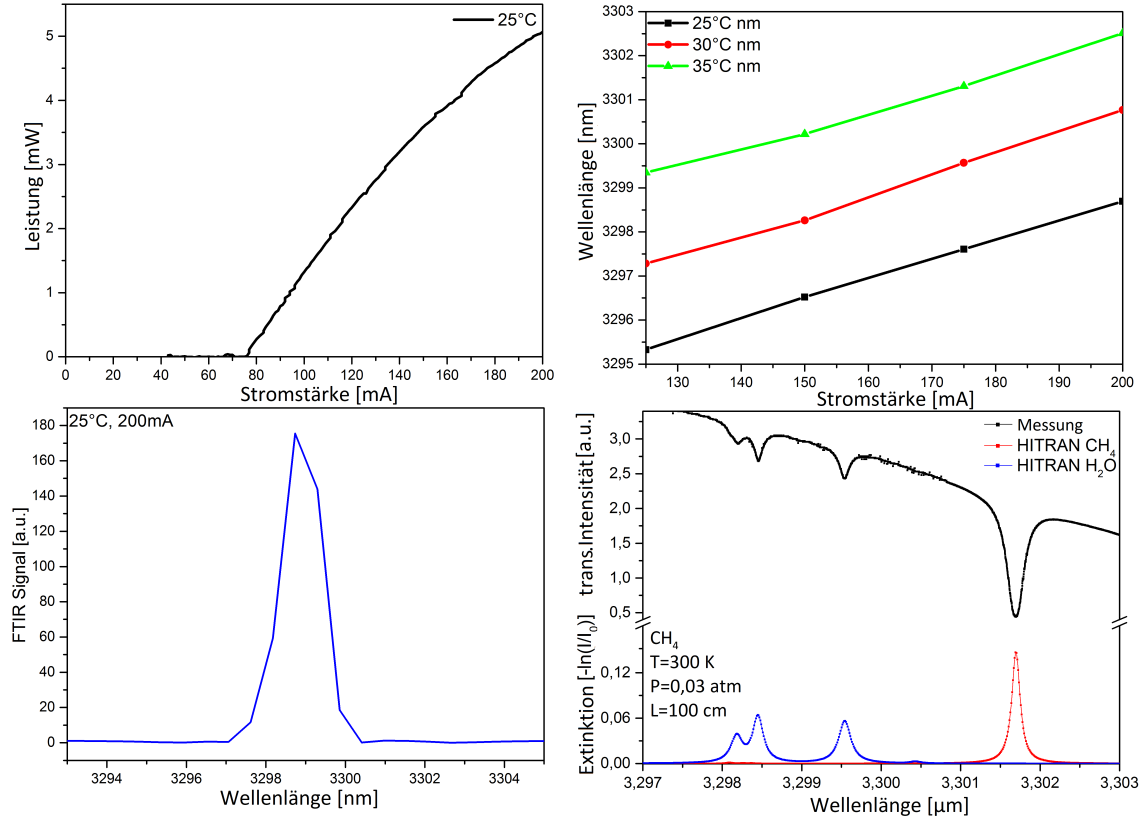 25°C
5
4
3
2
1
0
Leistung [mW]
0 20 40 60 80 100 120 140 160 180 200
Stromstärke [mA]
25°C nm
30°C nm
35°C nm
3303
3302
3301
3300
3299
3298
3297
3296
3295
Wellenlänge [nm]
130 140 150 160 170 180 190 200
Stromstärke [mA]
25°C, 200mA
180
160
140
120
100
80
60
40
20
0
FTIR Signal [a.u.]
3294 3296 3298 3300 3302 3304
Wellenlänge [nm]
Messung
HITRAN CH₄
HITRAN H₂O
3,0
2,5
2,0
1,5
1,0
0,5
trans.Intensität[a.u.]
CH₄
T=300 K
P=0,03 atm
L=100 cm
0,12
0,06
0,00
Extinktion [-ln(I/I₀)]
3,297 3,298 3,299 3,300 3,301 3,302 3,303
Wellenlänge [µm]